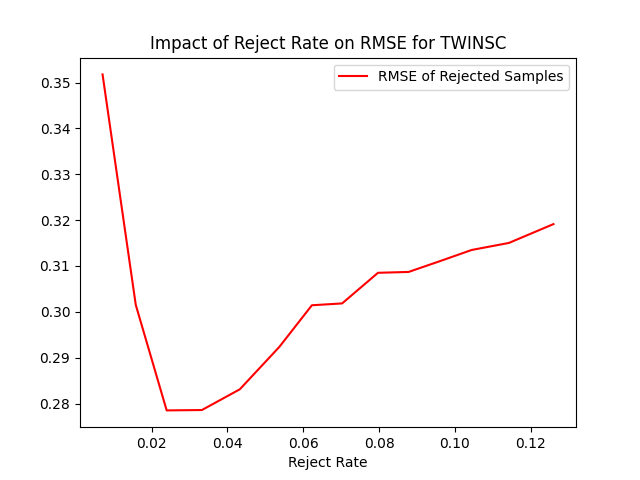 Impact of Reject Rate on RMSE for TWINSC
RMSE of Rejected Samples
0.35
0.34
0.33
0.32
0.31
0.30
0.29
0.28
0.02 0.04 0.06 0.08 0.10 0.12
Reject Rate